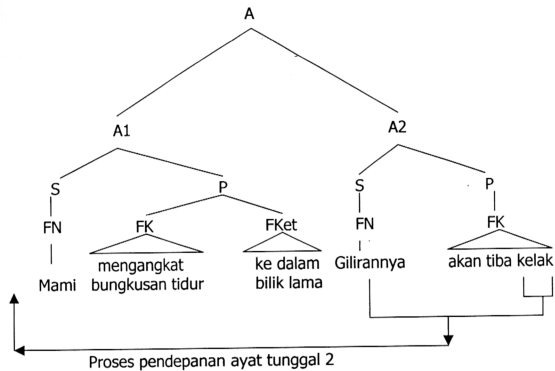 A
A1 A2
S P S P
FN FK FKet FN FK
Mami mengangkat bungkusan tidur ke dalam bilik lama Gilirannya akan tiba kelak
Proses pendepanan ayat tunggal 2